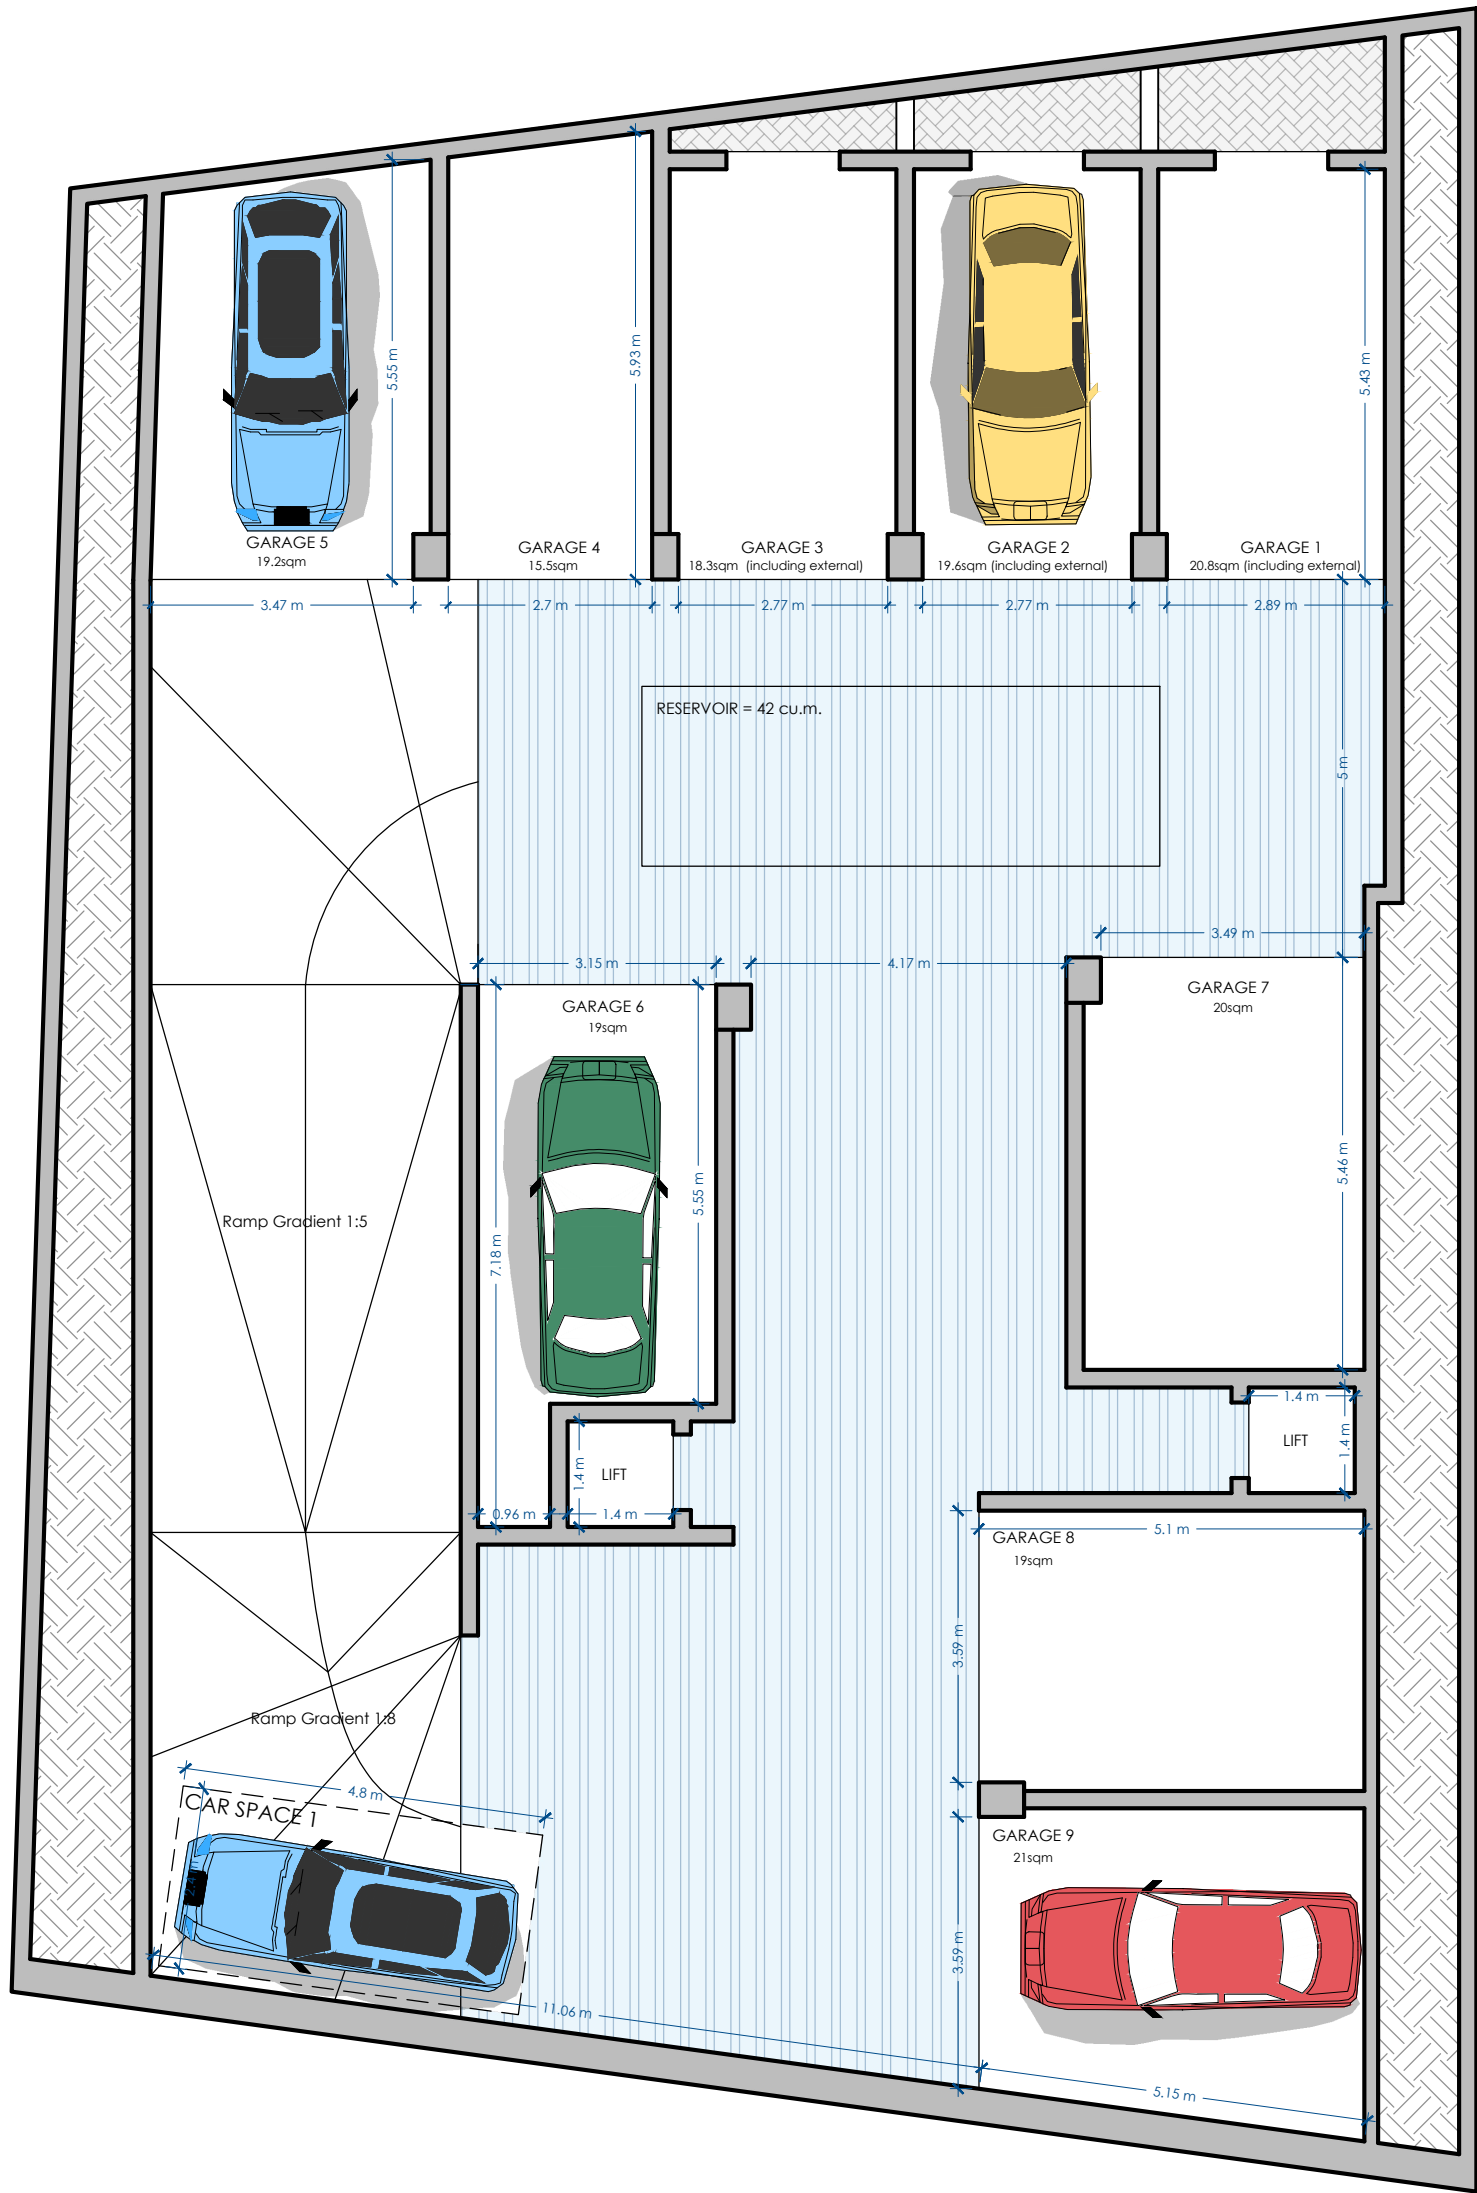 5.55 m
5.93 m
5.43 m
GARAGE 5
19.2sqm
GARAGE 4
15.5sqm
GARAGE 3
18.3sqm (including external)
GARAGE 2
19.6sqm (including external)
GARAGE 1
20.8sqm (including external)
3.47 m
2.7 m
2.77 m
2.77 m
2.89 m
RESERVOIR = 42 cu.m.
5 m
3.49 m
3.15 m
4.17 m
GARAGE 6
19sqm
GARAGE 7
20sqm
5.46 m
5.55 m
7.18 m
Ramp Gradient 1:5
1.4 m
1.4 m
LIFT
1.4 m
LIFT
0.96 m
1.4 m
5.1 m
GARAGE 8
19sqm
3.59 m
Ramp Gradient 1:8
4.8 m
CAR SPACE 1
GARAGE 9
21sqm
3.59 m
11.06 m
5.15 m